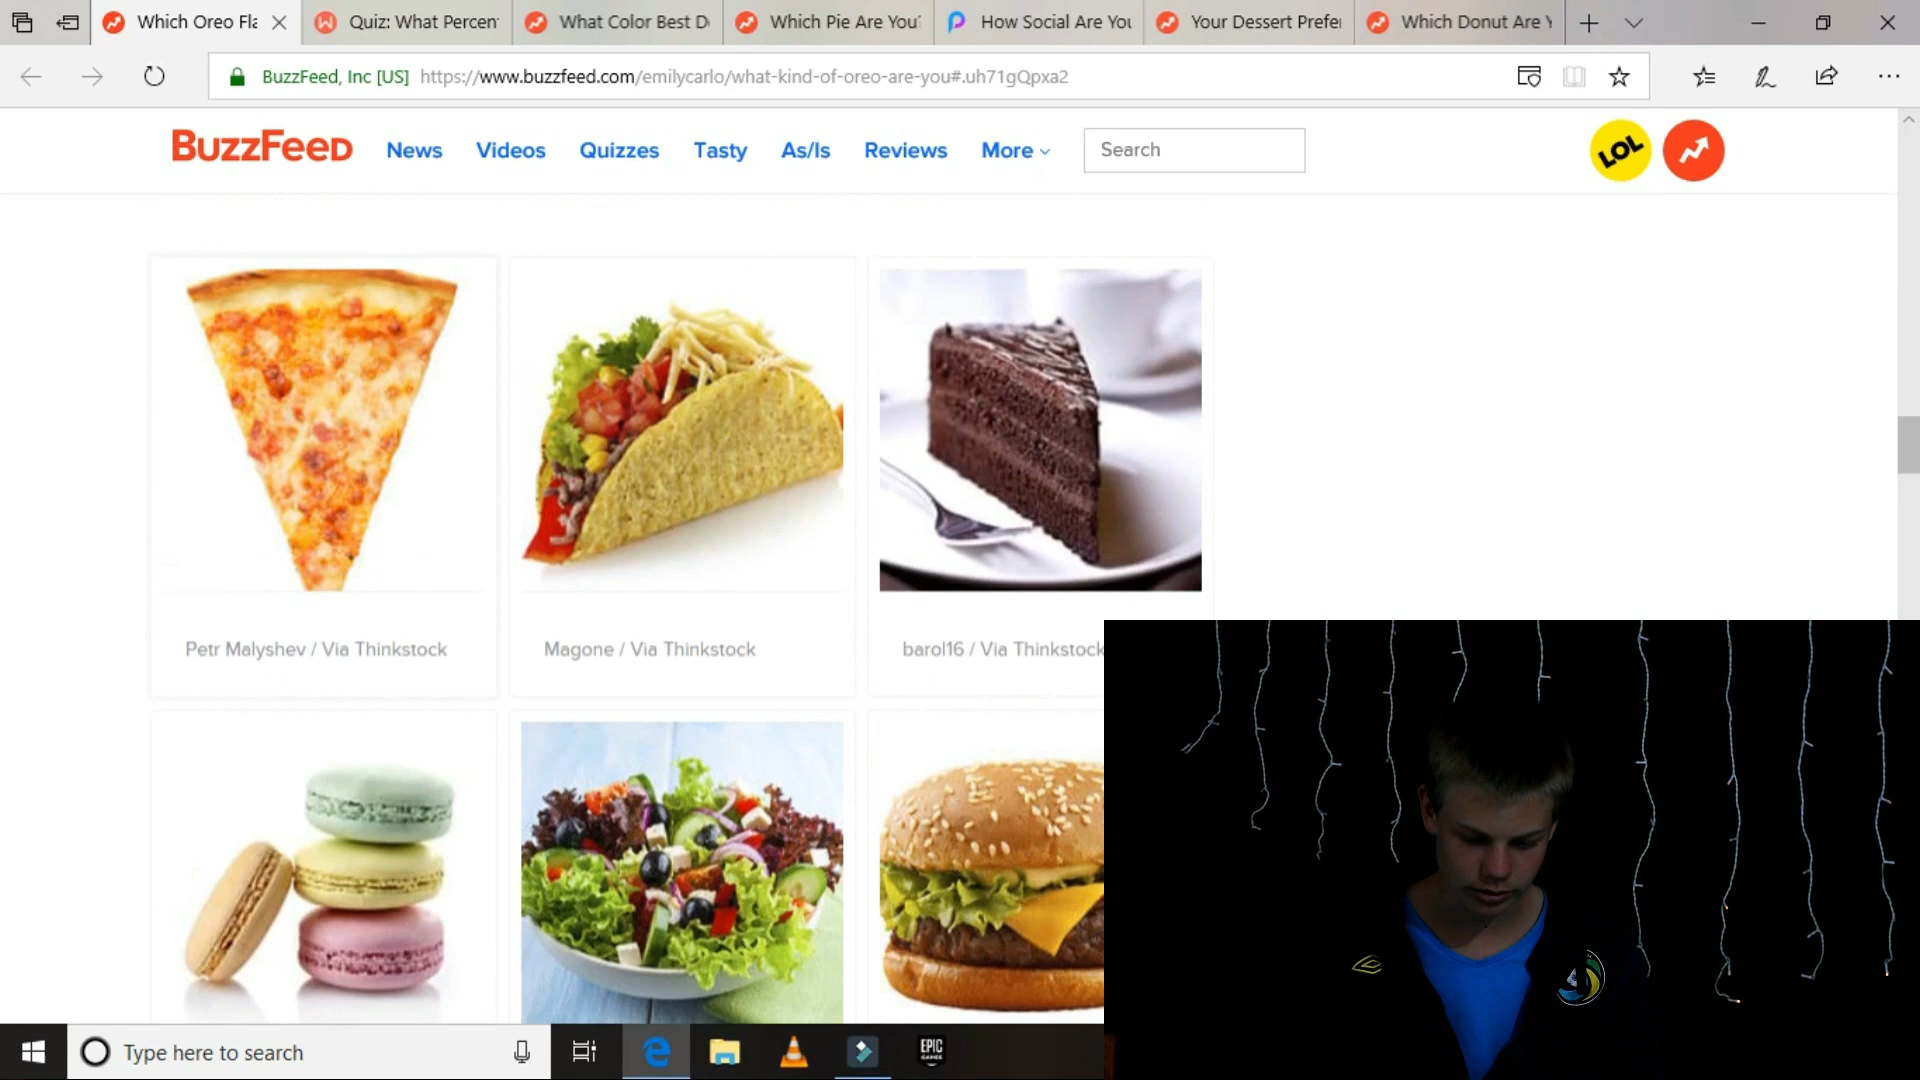 Which Oreo Fla
Quiz: What Percen
What Color Best D
Which Pie Are You?
How Social Are You
Your Dessert Prefe
Which Donut Are Y
BuzzFeed, Inc [US] https://www.buzzfeed.com/emilycarlo/what-kind-of-oreo-are-you#.uh71gQpxa2
BuzzFeed News Videos Quizzes Tasty As/Is Reviews More Search LOL
Petr Malyshev / Via Thinkstock
Magone / Via Thinkstock
barol16 / Via Thinkstock
Type here to search
EPIC
GAMES